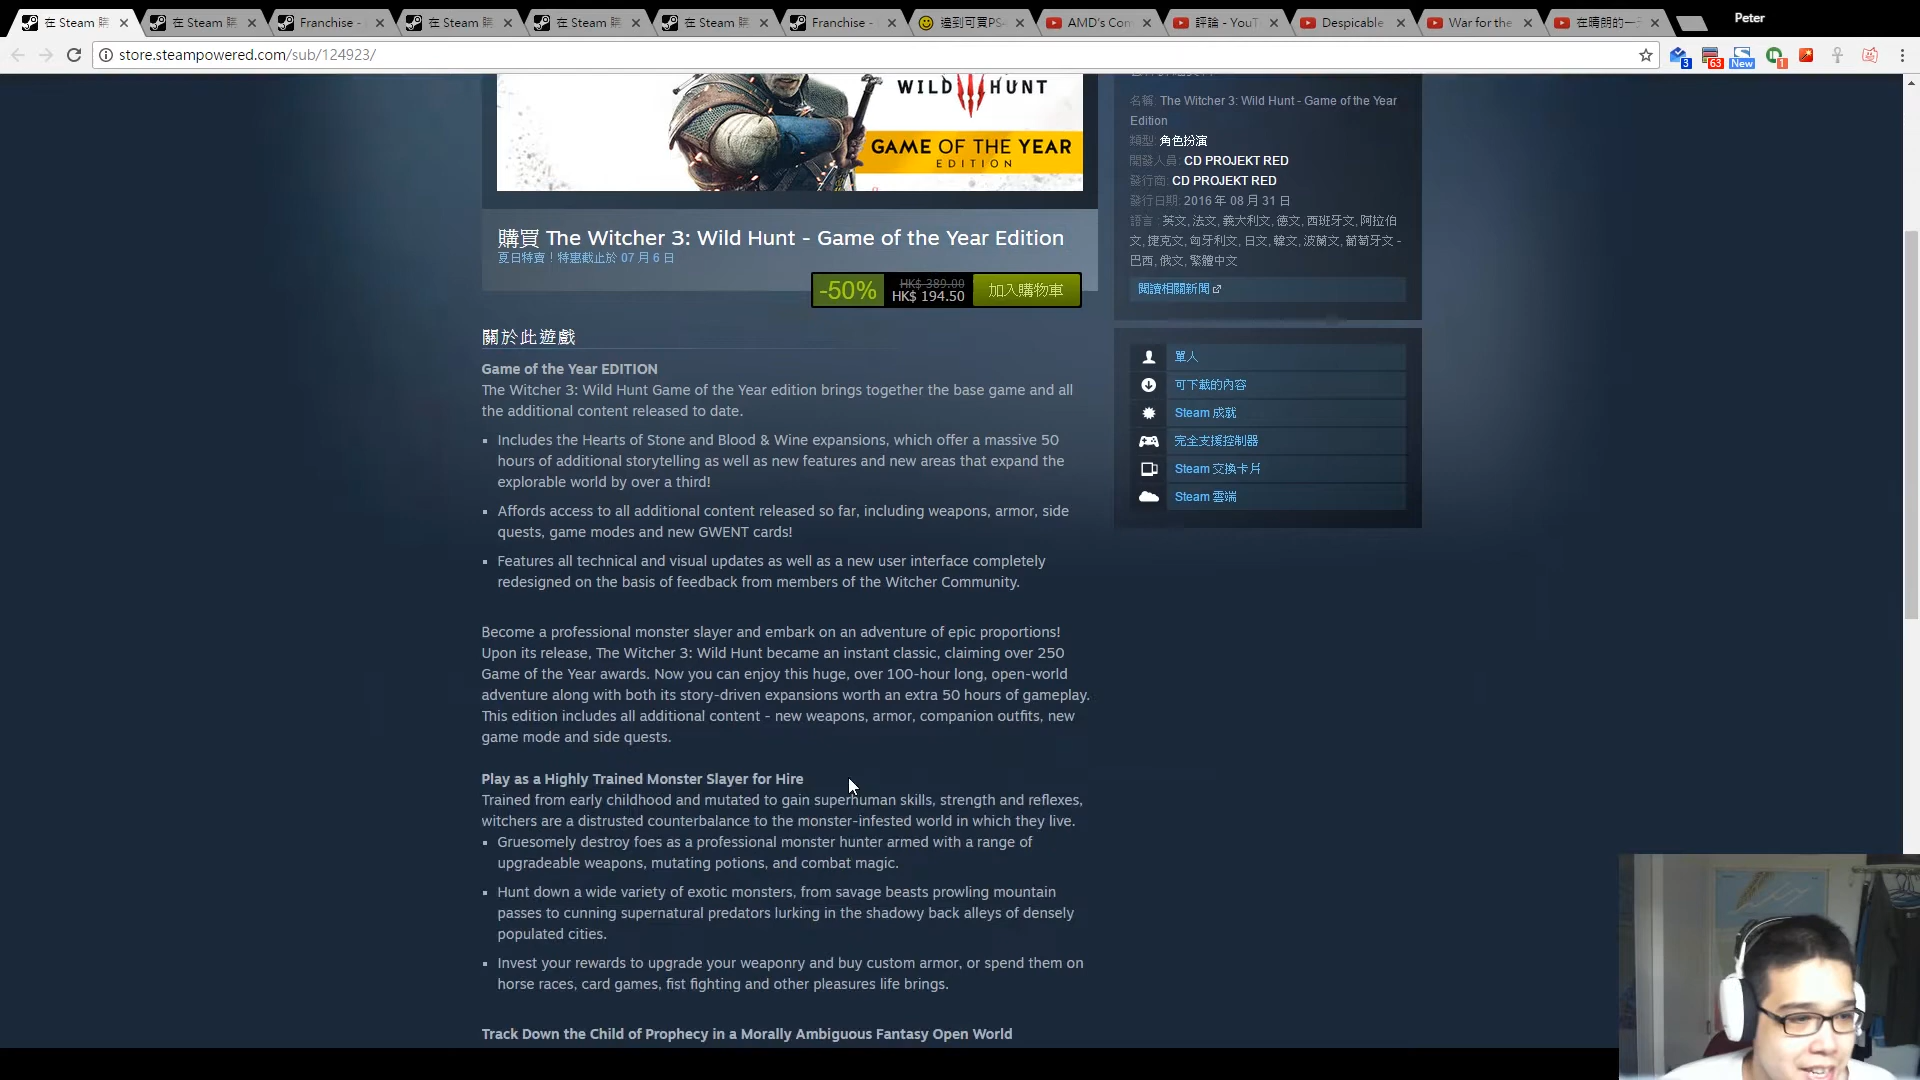 在 Steam 購
在 Steam 購
Franchise -
在 Steam 購
在 Steam 購
在 Steam 購
Franchise -
AMD's Com
評論 - YouT
Despicable
War for the
在晴朗的一
Peter
store.steampowered.com/sub/124923/
3
63
New
1
WILD HUNT
GAME OF THE YEAR
EDITION
購買 The Witcher 3: Wild Hunt - Game of the Year Edition
夏日特賣！特惠截止於 07 月 6 日
-50%
HK$ 389.00
HK$ 194.50
加入購物車
關於此遊戲
Game of the Year EDITION
The Witcher 3: Wild Hunt Game of the Year edition brings together the base game and all
the additional content released to date.
Includes the Hearts of Stone and Blood & Wine expansions, which offer a massive 50
hours of additional storytelling as well as new features and new areas that expand the
explorable world by over a third!
Affords access to all additional content released so far, including weapons, armor, side
quests, game modes and new GWENT cards!
Features all technical and visual updates as well as a new user interface completely
redesigned on the basis of feedback from members of the Witcher Community.
Become a professional monster slayer and embark on an adventure of epic proportions!
Upon its release, The Witcher 3: Wild Hunt became an instant classic, claiming over 250
Game of the Year awards. Now you can enjoy this huge, over 100-hour long, open-world
adventure along with both its story-driven expansions worth an extra 50 hours of gameplay.
This edition includes all additional content - new weapons, armor, companion outfits, new
game mode and side quests.
Play as a Highly Trained Monster Slayer for Hire
Trained from early childhood and mutated to gain superhuman skills, strength and reflexes,
witchers are a distrusted counterbalance to the monster-infested world in which they live.
Gruesomely destroy foes as a professional monster hunter armed with a range of
upgradeable weapons, mutating potions, and combat magic.
Hunt down a wide variety of exotic monsters, from savage beasts prowling mountain
passes to cunning supernatural predators lurking in the shadowy back alleys of densely
populated cities.
Invest your rewards to upgrade your weaponry and buy custom armor, or spend them on
horse races, card games, fist fighting and other pleasures life brings.
Track Down the Child of Prophecy in a Morally Ambiguous Fantasy Open World
名稱: The Witcher 3: Wild Hunt - Game of the Year
Edition
類型: 角色扮演
開發人員: CD PROJEKT RED
發行商: CD PROJEKT RED
發行日期: 2016 年 08 月 31 日
語言: 英文, 法文, 義大利文, 德文, 西班牙文, 阿拉伯
文, 捷克文, 匈牙利文, 日文, 韓文, 波蘭文, 葡萄牙文 -
巴西, 俄文, 繁體中文
閱讀相關新聞
單人
可下載的內容
Steam 成就
完全支援控制器
Steam 交換卡片
Steam 雲端